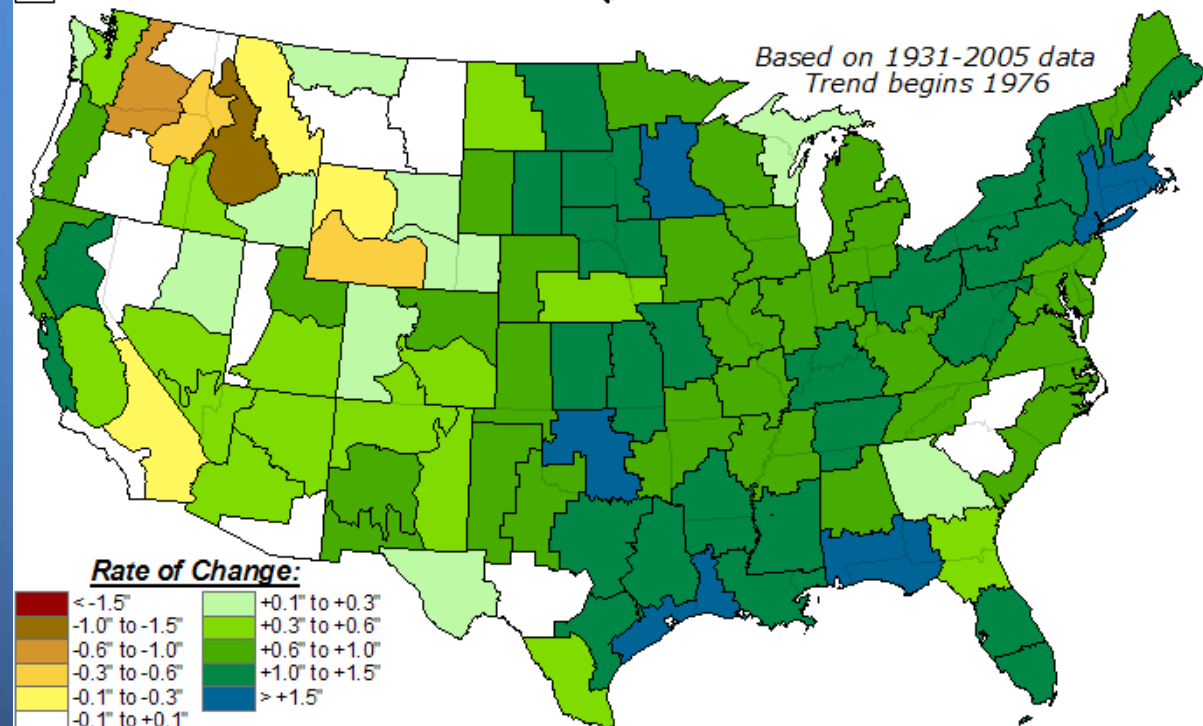 Based on 1931-2005 data
Trend begins 1976
Rate of Change:
< -1.5"
-1.0" to -1.5"
-0.6" to -1.0"
-0.3" to -0.6"
-0.1" to -0.3"
-0.1" to +0.1"
+0.1" to +0.3"
+0.3" to +0.6"
+0.6" to +1.0"
+1.0" to +1.5"
> +1.5"